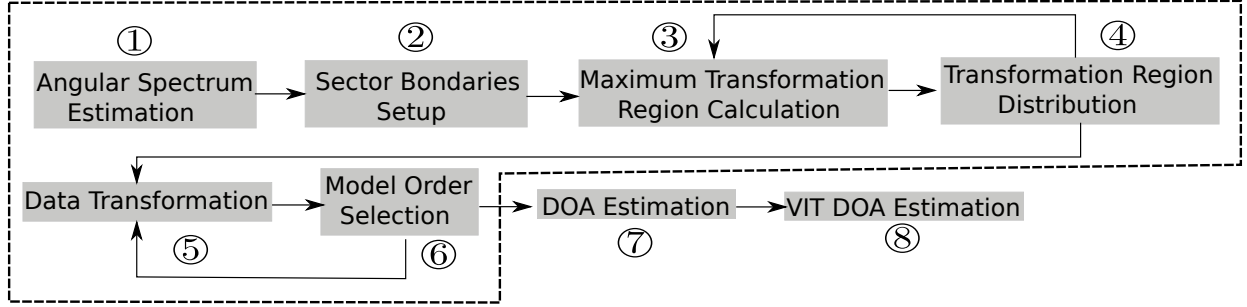 ①
Angular Spectrum
Estimation
②
Sector Bondaries
Setup
③
Maximum Transformation
Region Calculation
④
Transformation Region
Distribution
Data Transformation
⑤
Model Order
Selection
⑥
DOA Estimation
⑦
VIT DOA Estimation
⑧